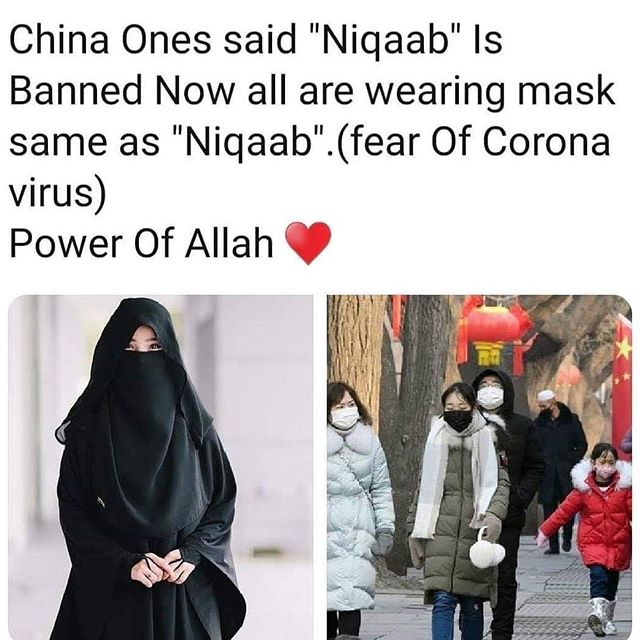 China Ones said "Niqaab" Is
Banned Now all are wearing mask
same as "Niqaab".(fear Of Corona
virus)
Power Of Allah ❤️